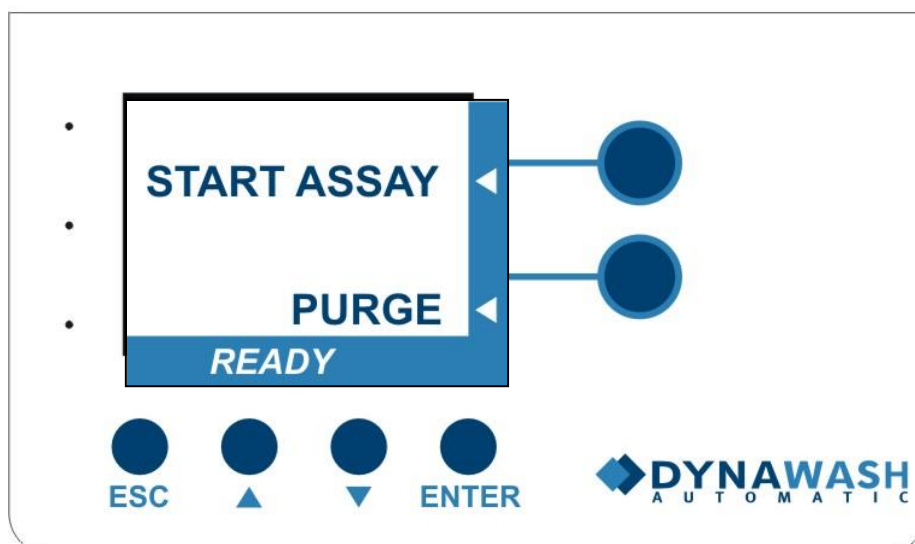 START ASSAY
PURGE
READY
ESC
ENTER
DYNAWASH
AUTOMATIC